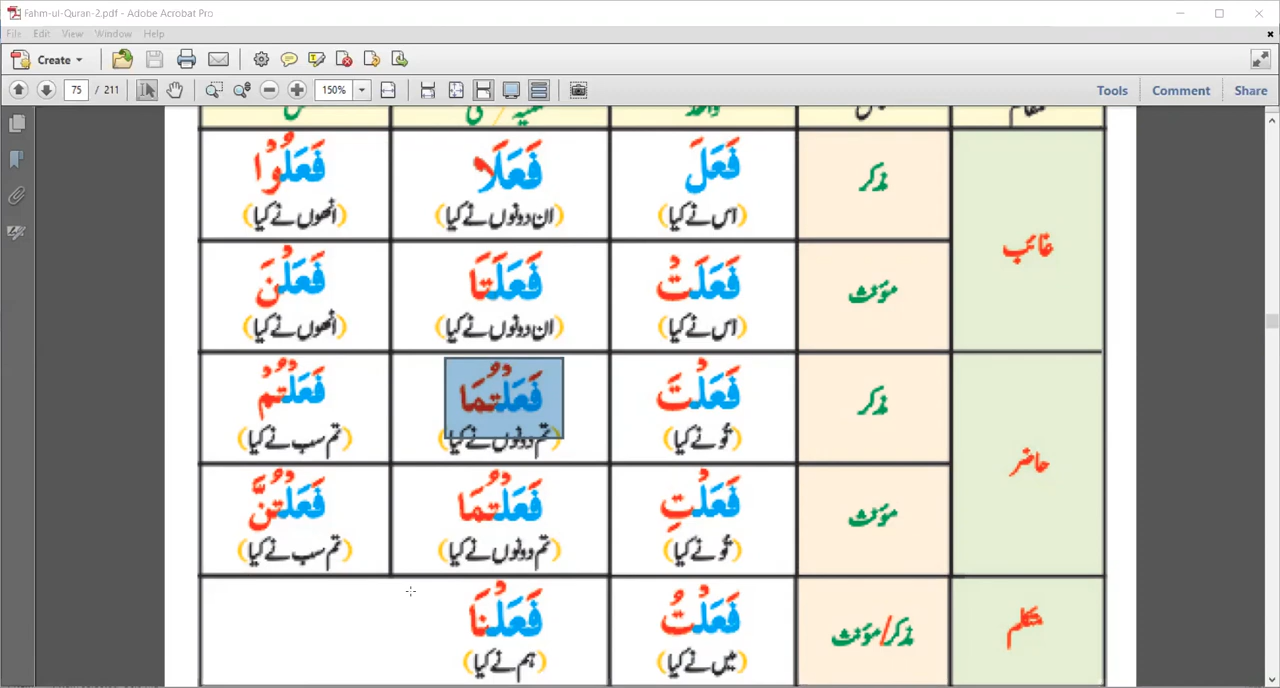 Fahm-ul-Quran-2.pdf - Adobe Acrobat Pro
File Edit View Window Help
Create
75 / 211 150% Tools Comment Share
واحد
مذکر فَعَلَ فَعَلَا فَعَلُوْا
(اس نے کیا) (ان دونوں نے کیا) (انھوں نے کیا)
غائب
مؤنث فَعَلَتْ فَعَلَتَا فَعَلْنَ
(اس نے کیا) (ان دونوں نے کیا) (انھوں نے کیا)
مذکر فَعَلْتَ فَعَلْتُمَا فَعَلْتُمْ
(تُو نے کیا) (تم دونوں نے کیا) (تم سب نے کیا)
حاضر
مؤنث فَعَلْتِ فَعَلْتُمَا فَعَلْتُنَّ
(تُو نے کیا) (تم دونوں نے کیا) (تم سب نے کیا)
متکلم مذکر/مؤنث فَعَلْتُ فَعَلْنَا
(میں نے کیا) (ہم نے کیا)